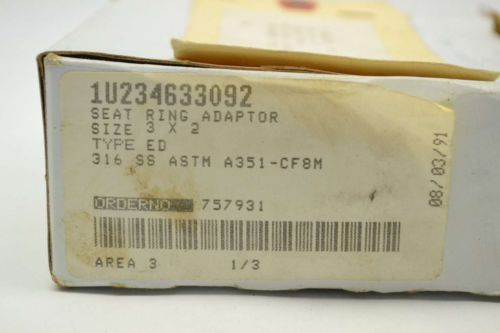 1U234633092
SEAT RING ADAPTOR
SIZE 3 X 2
TYPE ED
316 SS ASTM A351-CF8M
ORDERNO 757931
AREA 3 1/3
08/03/91